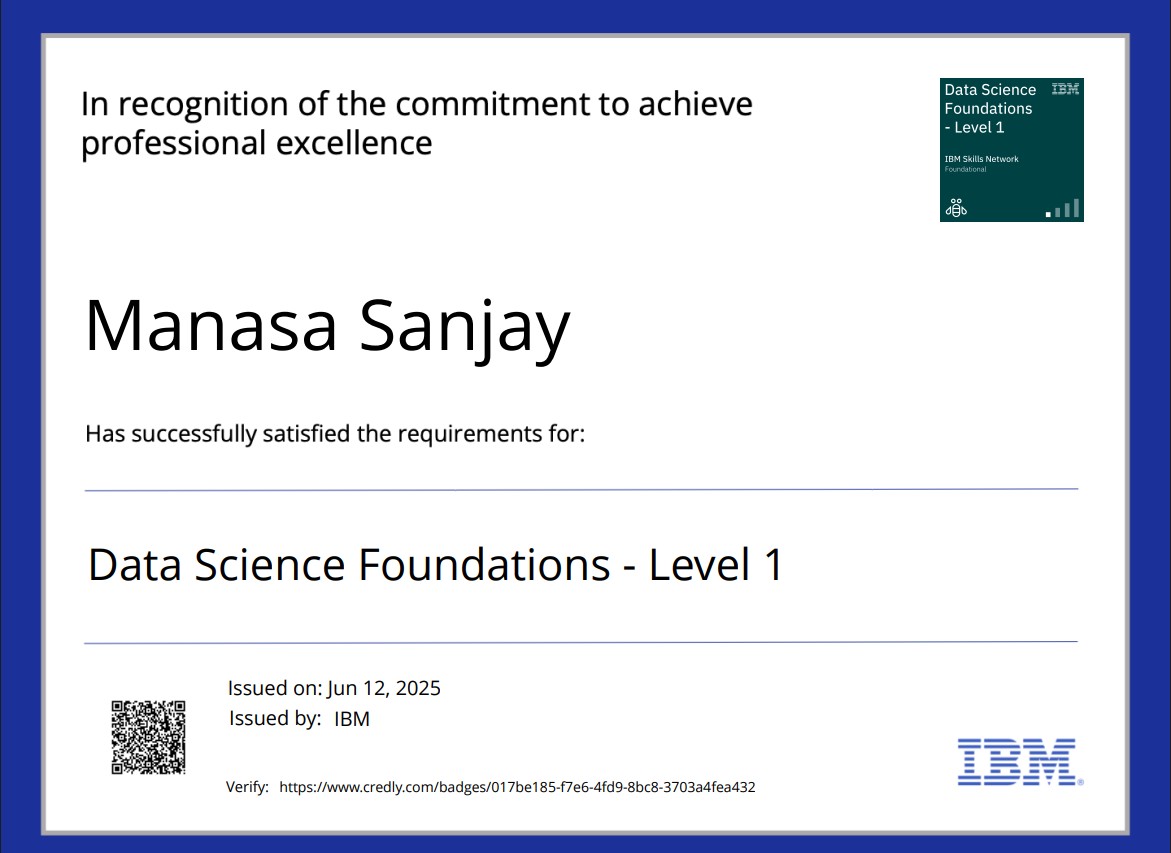 In recognition of the commitment to achieve
professional excellence
Data Science
Foundations
- Level 1
IBM
IBM Skills Network
Foundational
Manasa Sanjay
Has successfully satisfied the requirements for:
Data Science Foundations - Level 1
Issued on: Jun 12, 2025
Issued by: IBM
Verify: https://www.credly.com/badges/017be185-f7e6-4fd9-8bc8-3703a4fea432
IBM®